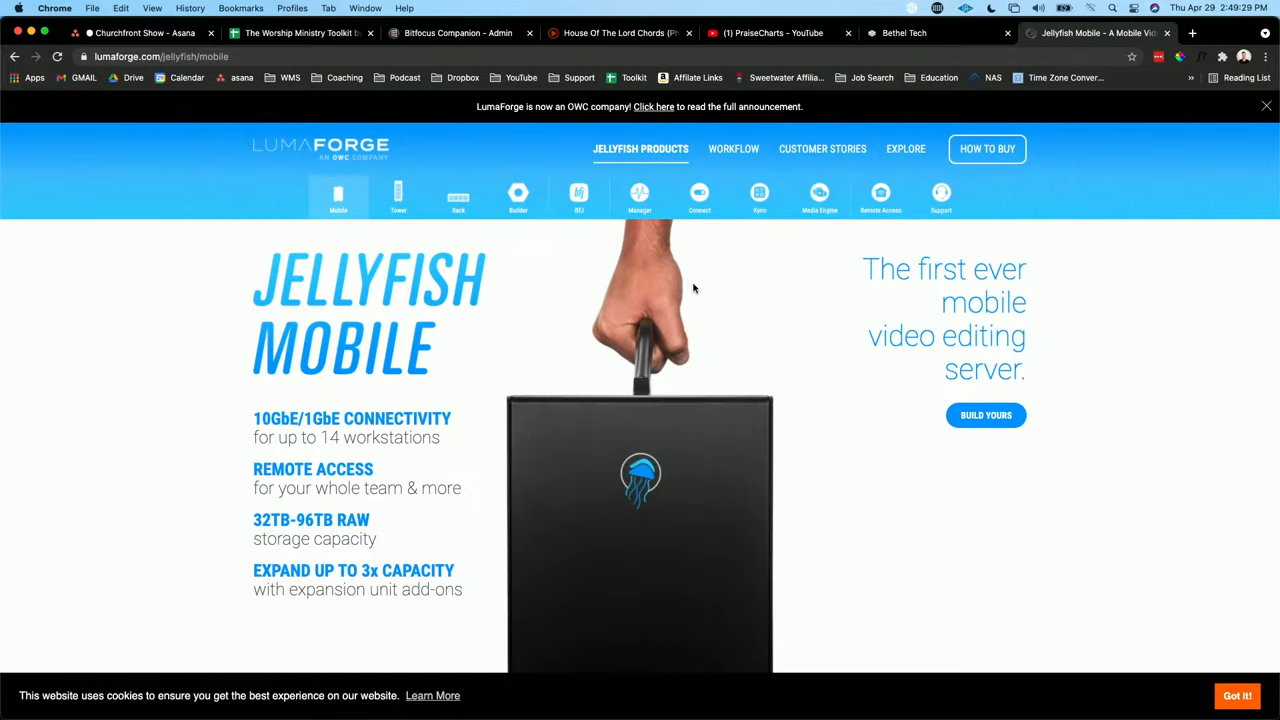 Chrome File Edit View History Bookmarks Profiles Tab Window Help Thu Apr 29 2:49:29 PM
Churchfront Show - Asana
The Worship Ministry Toolkit b
Bitfocus Companion - Admin
House Of The Lord Chords (P
(1) PraiseCharts - YouTube
Bethel Tech
Jellyfish Mobile - A Mobile Vid
lumaforge.com/jellyfish/mobile
Apps GMAIL Drive Calendar asana WMS Coaching Podcast Dropbox YouTube Support Toolkit Affilate Links Sweetwater Affilia... Job Search Education NAS Time Zone Conver... » Reading List
LumaForge is now an OWC company! Click here to read the full announcement.
LUMAFORGE
AN OWC COMPANY
JELLYFISH PRODUCTS WORKFLOW CUSTOMER STORIES EXPLORE HOW TO BUY
bfj
Mobile Tower Rack Builder BFJ Manager Connect Kyno Media Engine Remote Access Support
JELLYFISH
MOBILE
10GbE/1GbE CONNECTIVITY
for up to 14 workstations
REMOTE ACCESS
for your whole team & more
32TB-96TB RAW
storage capacity
EXPAND UP TO 3x CAPACITY
with expansion unit add-ons
The first ever
mobile
video editing
server.
BUILD YOURS
This website uses cookies to ensure you get the best experience on our website. Learn More
Got it!